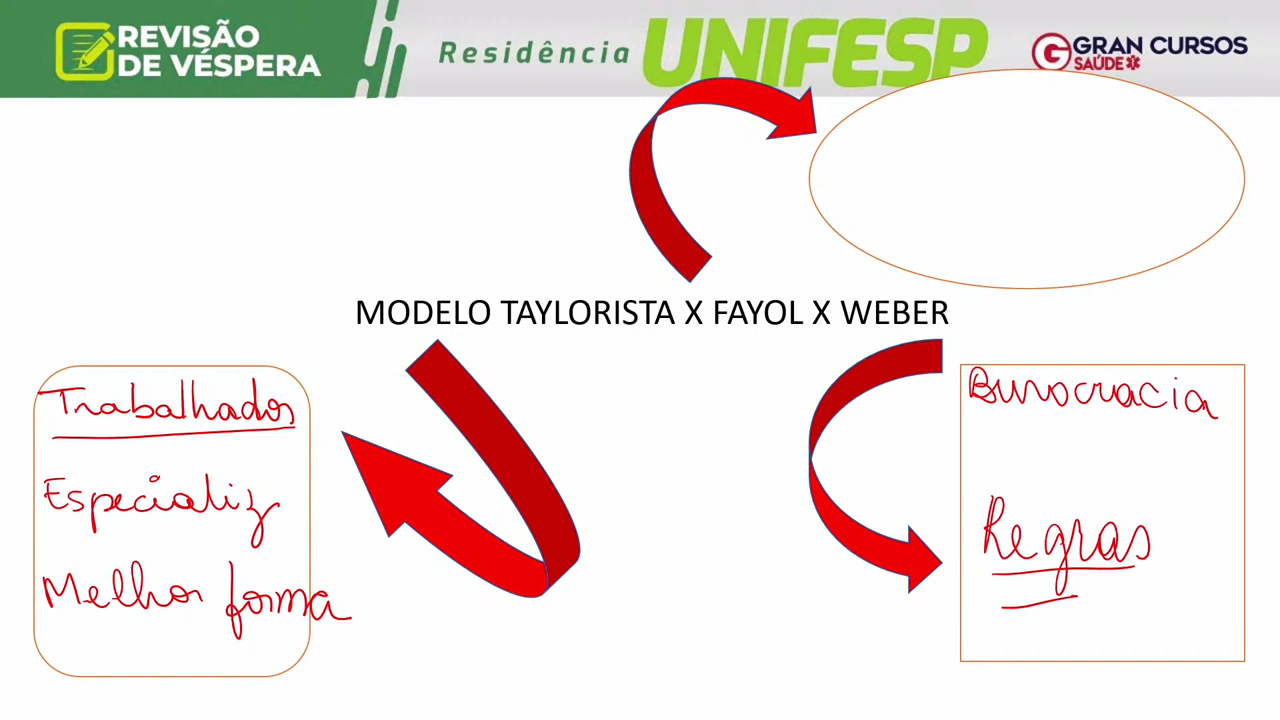 REVISÃO
DE VÉSPERA
Residência UNIFESP
GRAN CURSOS
SAÚDE
MODELO TAYLORISTA X FAYOL X WEBER
Trabalhador
Especializ
Melhor forma
Burocracia
Regras